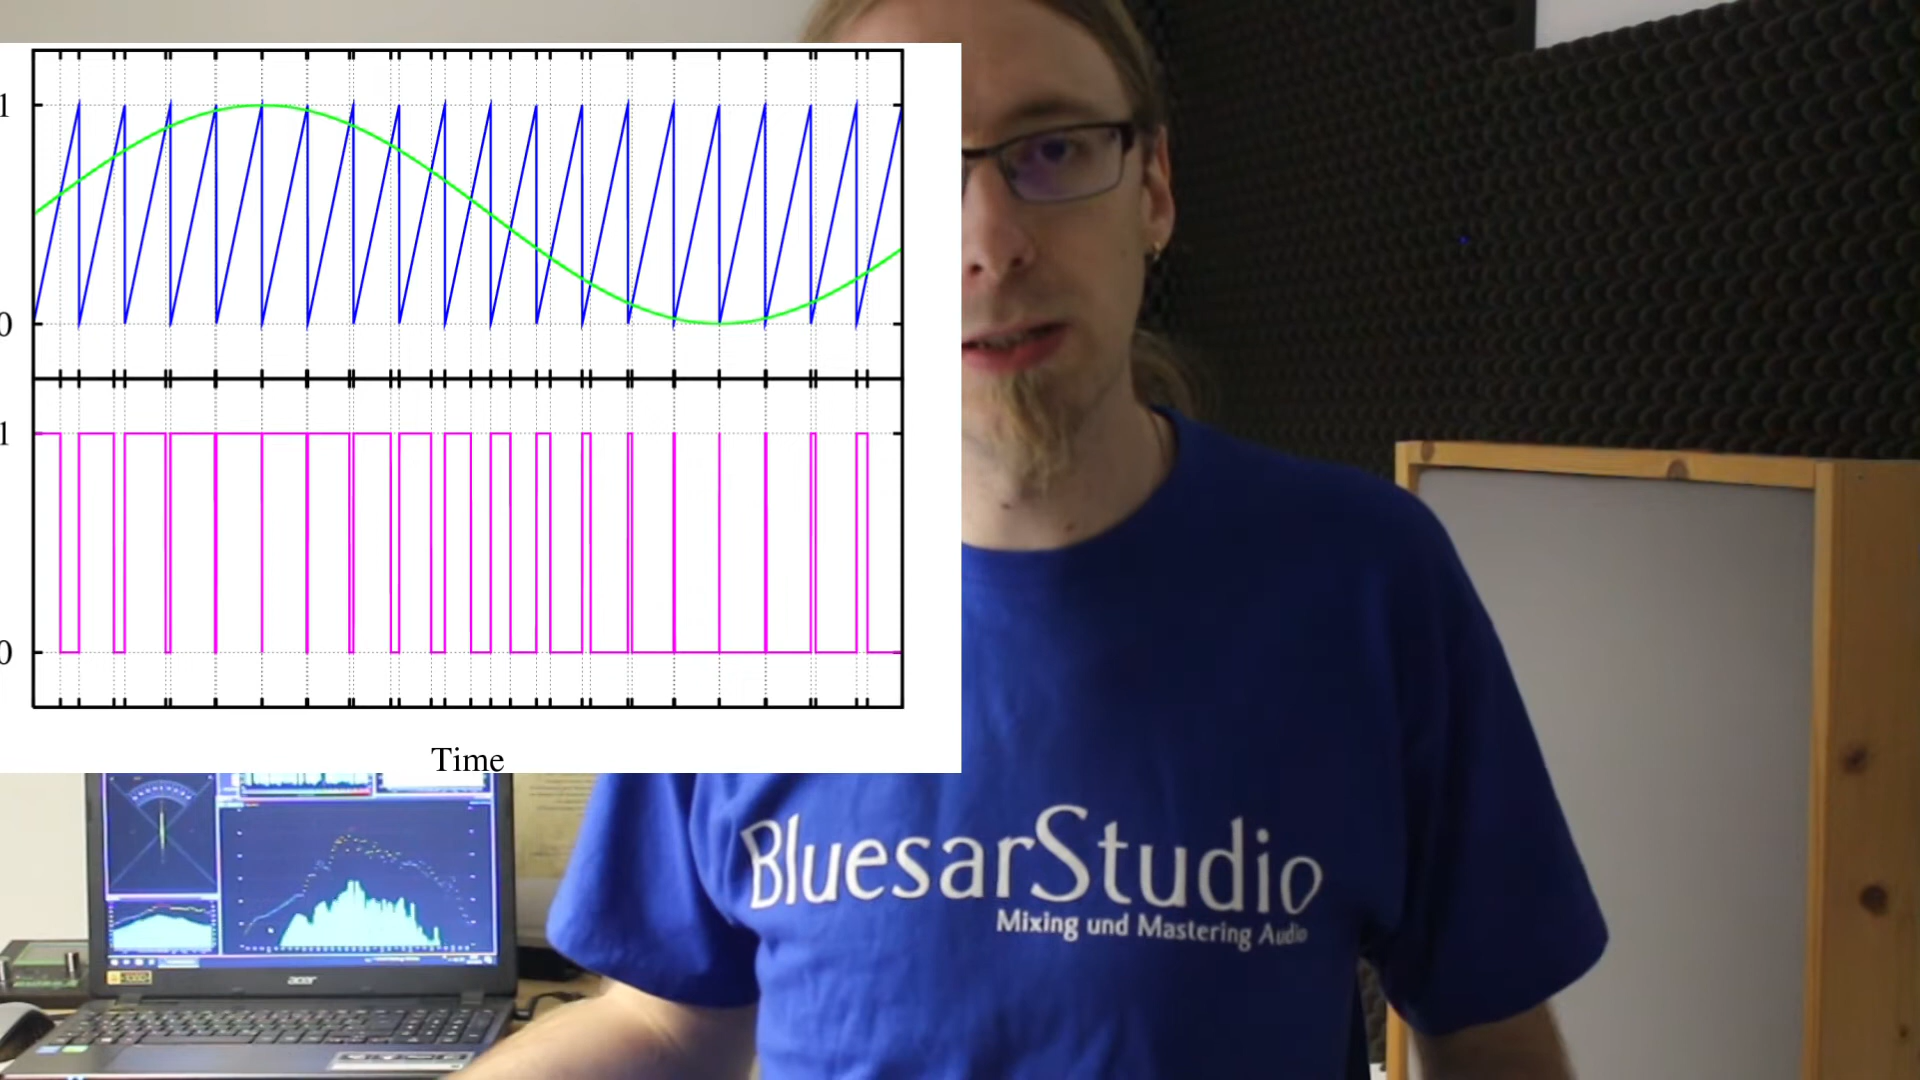 1
0
1
0
Time
BluesarStudio
Mixing und Mastering Audio
acer